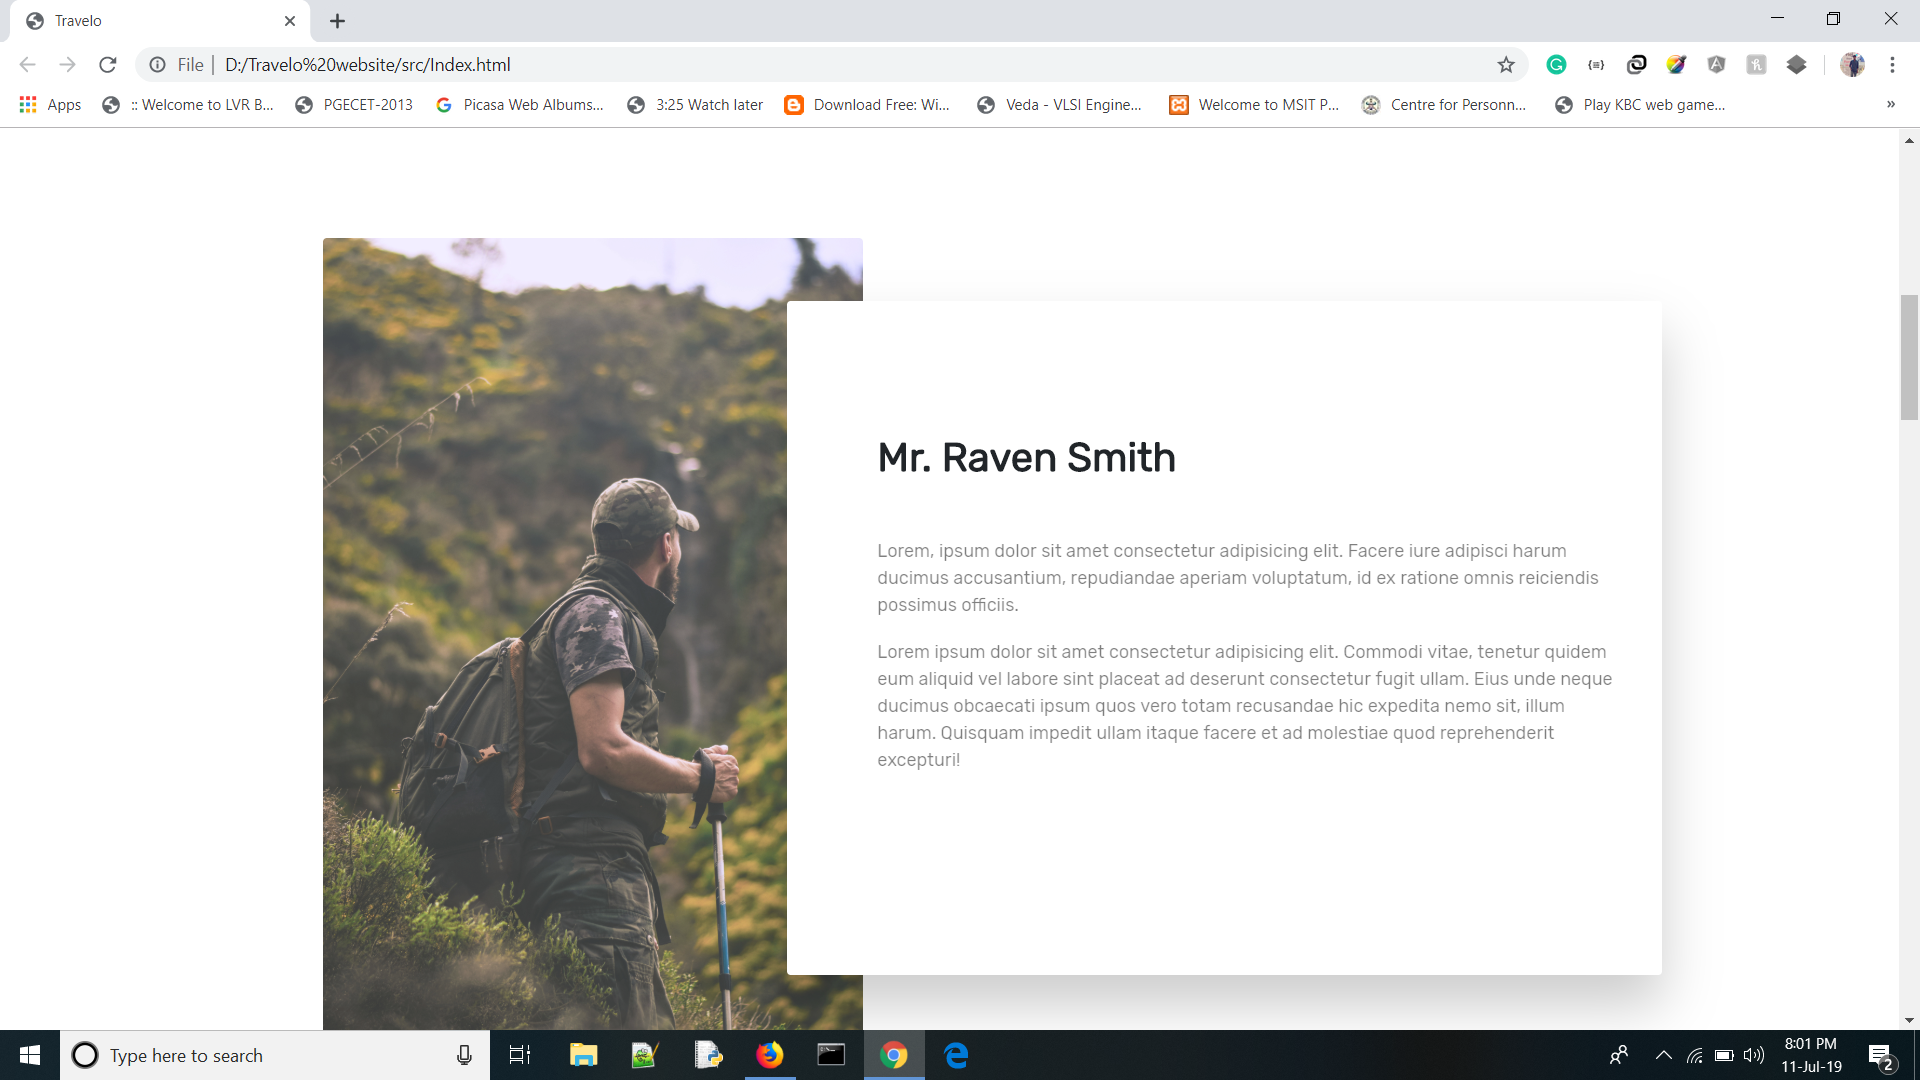 Travelo
File | D:/Travelo%20website/src/Index.html
Apps :: Welcome to LVR B... PGECET-2013 Picasa Web Albums... 3:25 Watch later Download Free: Wi... Veda - VLSI Engine... Welcome to MSIT P... Centre for Personn... Play KBC web game... »
Mr. Raven Smith
Lorem, ipsum dolor sit amet consectetur adipisicing elit. Facere iure adipisci harum
ducimus accusantium, repudiandae aperiam voluptatum, id ex ratione omnis reiciendis
possimus officiis.
Lorem ipsum dolor sit amet consectetur adipisicing elit. Commodi vitae, tenetur quidem
eum aliquid vel labore sint placeat ad deserunt consectetur fugit ullam. Eius unde neque
ducimus obcaecati ipsum quos vero totam recusandae hic expedita nemo sit, illum
harum. Quisquam impedit ullam itaque facere et ad molestiae quod reprehenderit
excepturi!
Type here to search
8:01 PM
11-Jul-19
2